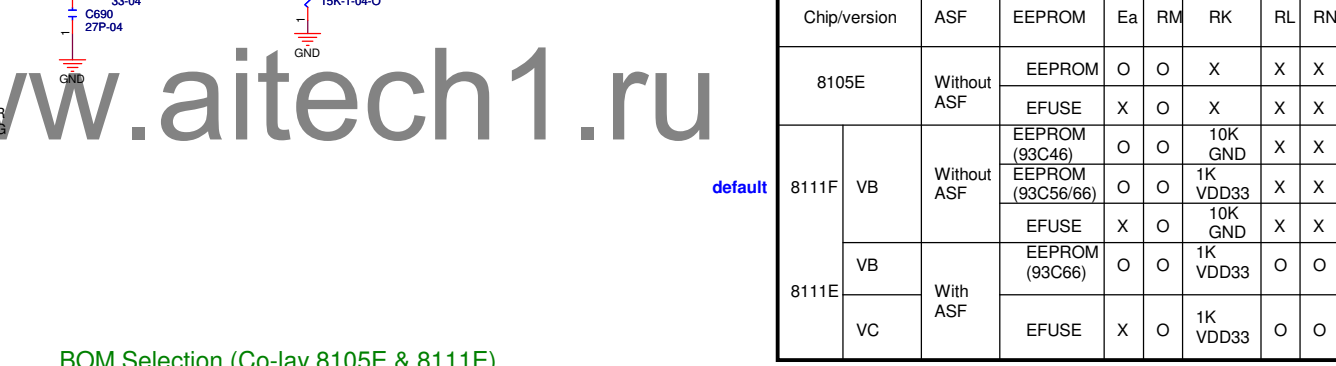 33-04
C690
27P-04
1
GND
15K-1-04-O
1
GND
w.aitech1.ru
default
Chip/version ASF EEPROM Ea RM RK RL RN
8105E Without ASF EEPROM O O X X X
EFUSE X O X X X
8111F VB Without ASF EEPROM (93C46) O O 10K GND X X
EEPROM (93C56/66) O O 1K VDD33 X X
EFUSE X O 10K GND X X
8111E VB With ASF EEPROM (93C66) O O 1K VDD33 O O
VC EFUSE X O 1K VDD33 O O
BOM Selection (Co-lay 8105E & 8111E)